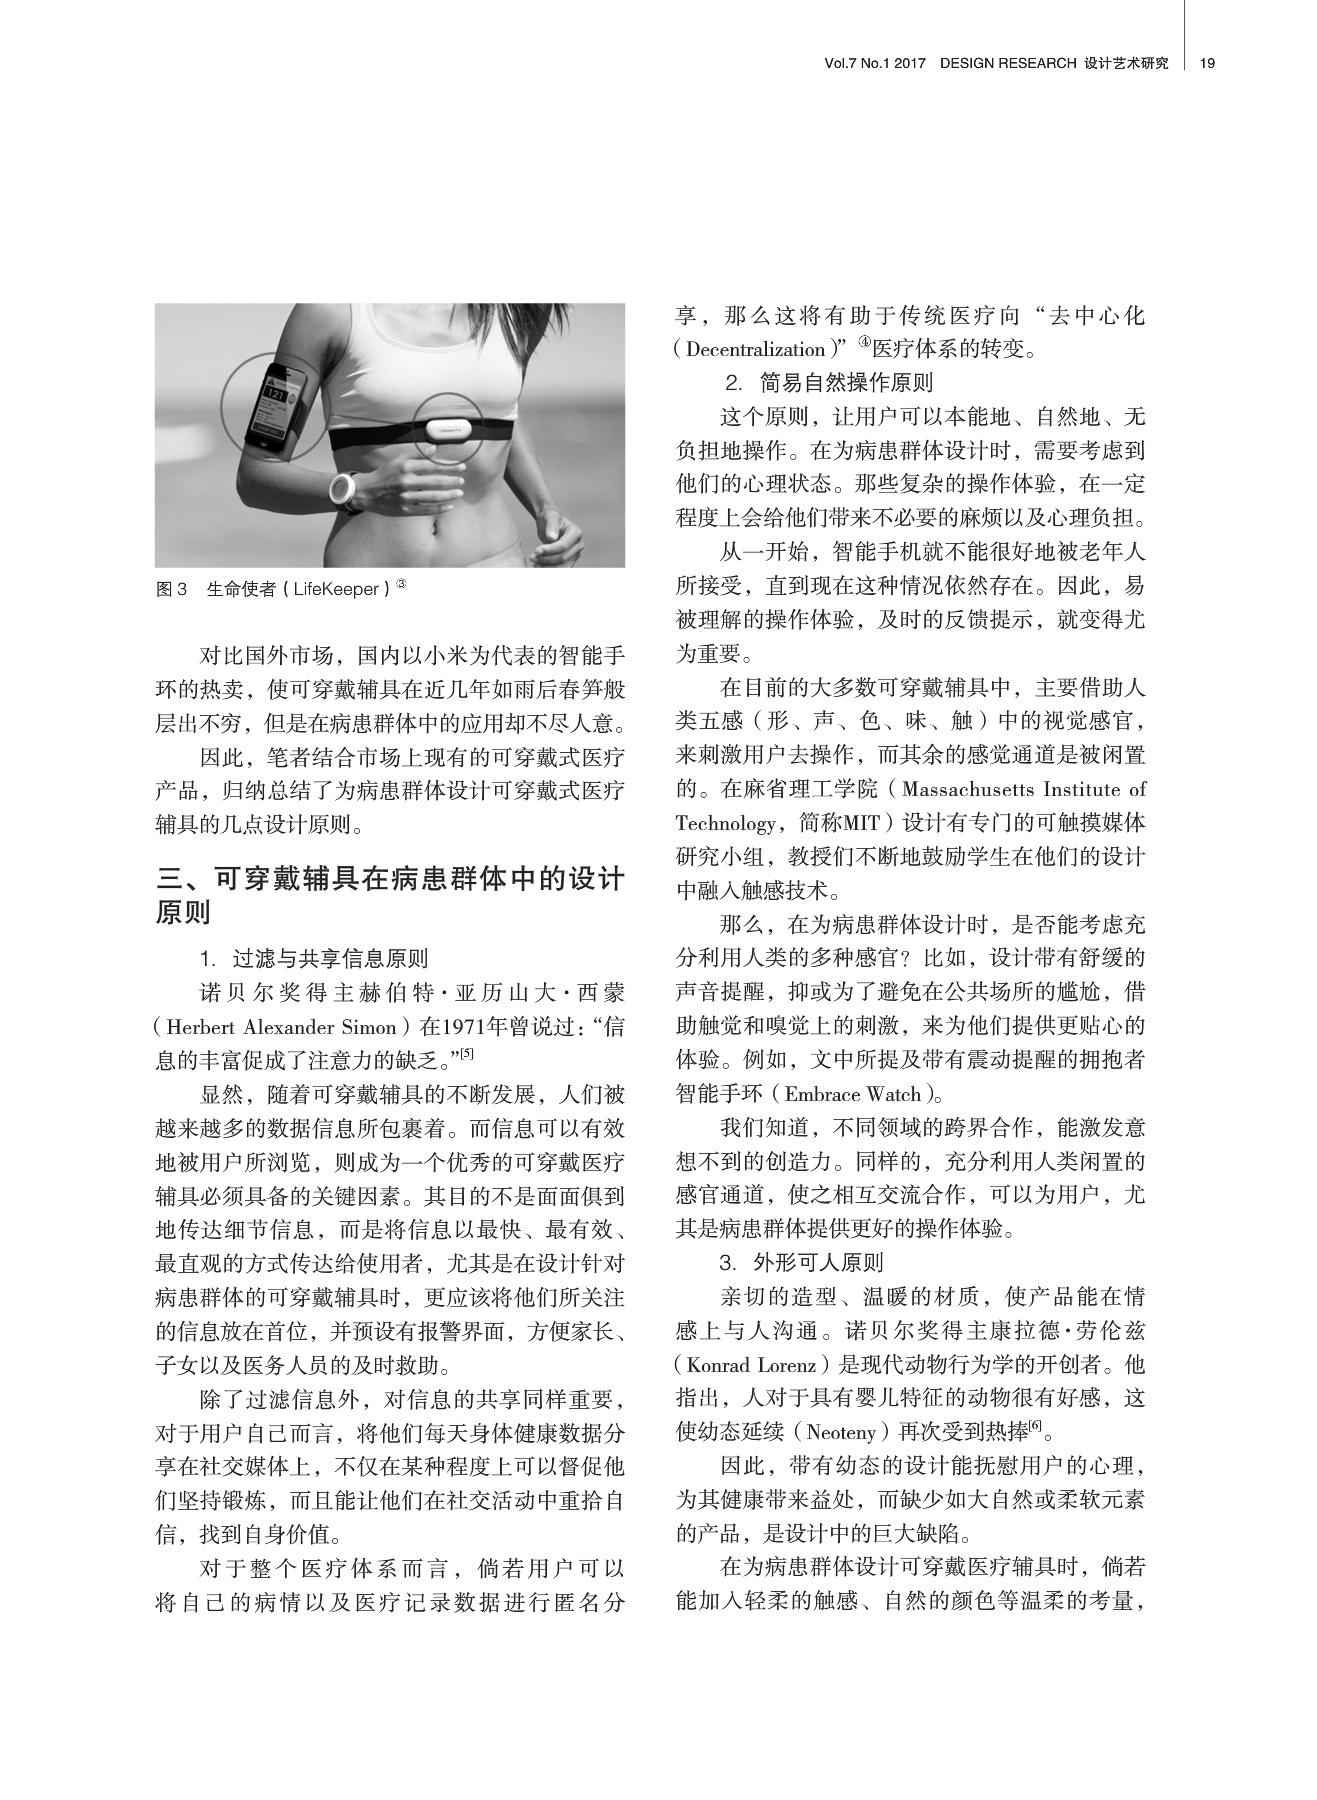 Vol.7 No.1 2017 DESIGN RESEARCH 设计艺术研究 19
121
图 3 生命使者（LifeKeeper）③
对比国外市场，国内以小米为代表的智能手
环的热卖，使可穿戴辅具在近几年如雨后春笋般
层出不穷，但是在病患群体中的应用却不尽人意。
因此，笔者结合市场上现有的可穿戴式医疗
产品，归纳总结了为病患群体设计可穿戴式医疗
辅具的几点设计原则。
三、可穿戴辅具在病患群体中的设计
原则
1. 过滤与共享信息原则
诺贝尔奖得主赫伯特·亚历山大·西蒙
（Herbert Alexander Simon）在1971年曾说过：“信
息的丰富促成了注意力的缺乏。”[5]
显然，随着可穿戴辅具的不断发展，人们被
越来越多的数据信息所包裹着。而信息可以有效
地被用户所浏览，则成为一个优秀的可穿戴医疗
辅具必须具备的关键因素。其目的不是面面俱到
地传达细节信息，而是将信息以最快、最有效、
最直观的方式传达给使用者，尤其是在设计针对
病患群体的可穿戴辅具时，更应该将他们所关注
的信息放在首位，并预设有报警界面，方便家长、
子女以及医务人员的及时救助。
除了过滤信息外，对信息的共享同样重要，
对于用户自己而言，将他们每天身体健康数据分
享在社交媒体上，不仅在某种程度上可以督促他
们坚持锻炼，而且能让他们在社交活动中重拾自
信，找到自身价值。
对于整个医疗体系而言，倘若用户可以
将自己的病情以及医疗记录数据进行匿名分
享，那么这将有助于传统医疗向“去中心化
（Decentralization）”④医疗体系的转变。
2. 简易自然操作原则
这个原则，让用户可以本能地、自然地、无
负担地操作。在为病患群体设计时，需要考虑到
他们的心理状态。那些复杂的操作体验，在一定
程度上会给他们带来不必要的麻烦以及心理负担。
从一开始，智能手机就不能很好地被老年人
所接受，直到现在这种情况依然存在。因此，易
被理解的操作体验，及时的反馈提示，就变得尤
为重要。
在目前的大多数可穿戴辅具中，主要借助人
类五感（形、声、色、味、触）中的视觉感官，
来刺激用户去操作，而其余的感觉通道是被闲置
的。在麻省理工学院（Massachusetts Institute of
Technology，简称MIT）设计有专门的可触摸媒体
研究小组，教授们不断地鼓励学生在他们的设计
中融入触感技术。
那么，在为病患群体设计时，是否能考虑充
分利用人类的多种感官？比如，设计带有舒缓的
声音提醒，抑或为了避免在公共场所的尴尬，借
助触觉和嗅觉上的刺激，来为他们提供更贴心的
体验。例如，文中所提及带有震动提醒的拥抱者
智能手环（Embrace Watch）。
我们知道，不同领域的跨界合作，能激发意
想不到的创造力。同样的，充分利用人类闲置的
感官通道，使之相互交流合作，可以为用户，尤
其是病患群体提供更好的操作体验。
3. 外形可人原则
亲切的造型、温暖的材质，使产品能在情
感上与人沟通。诺贝尔奖得主康拉德·劳伦兹
（Konrad Lorenz）是现代动物行为学的开创者。他
指出，人对于具有婴儿特征的动物很有好感，这
使幼态延续（Neoteny）再次受到热捧[6]。
因此，带有幼态的设计能抚慰用户的心理，
为其健康带来益处，而缺少如大自然或柔软元素
的产品，是设计中的巨大缺陷。
在为病患群体设计可穿戴医疗辅具时，倘若
能加入轻柔的触感、自然的颜色等温柔的考量，